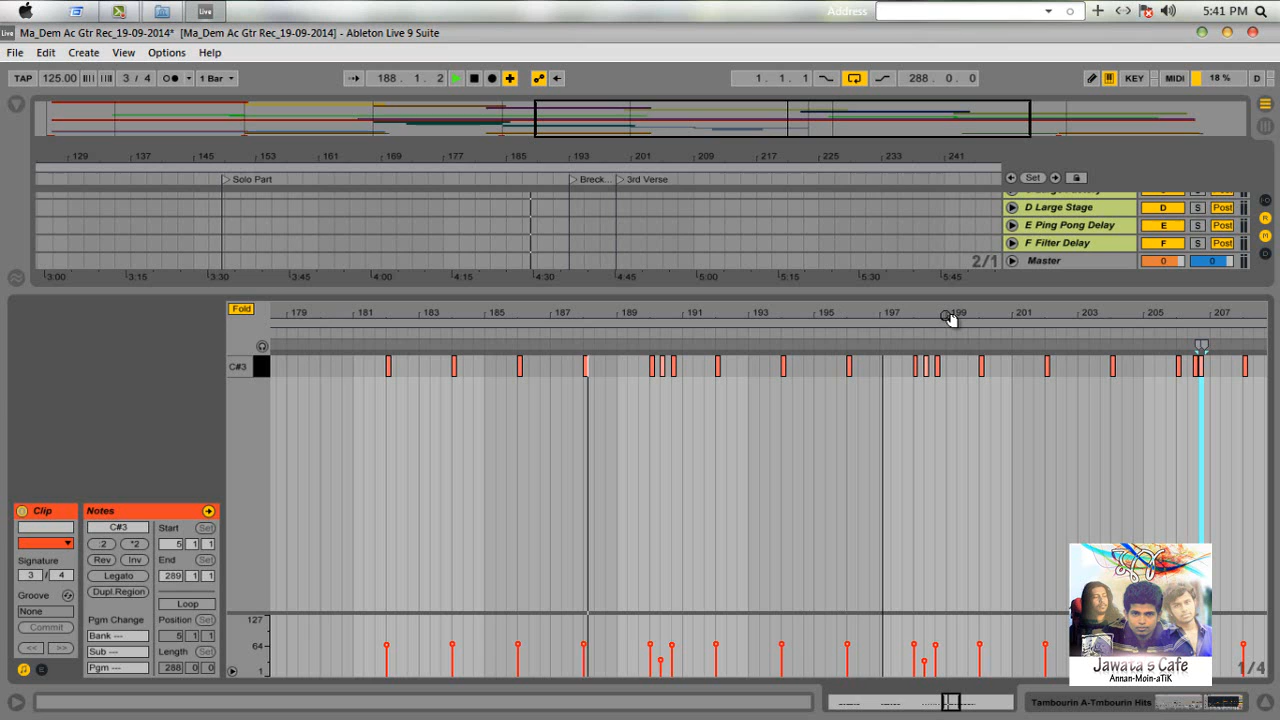 Address
5:41 PM
Live Ma_Dem Ac Gtr Rec_19-09-2014* [Ma_Dem Ac Gtr Rec_19-09-2014] - Ableton Live 9 Suite
File Edit Create View Options Help
TAP 125.00 3 / 4 1 Bar 188 . 1 . 2 1 . 1 . 1 288 . 0 . 0 KEY MIDI 18 % D
129 137 145 153 161 169 177 185 193 201 209 217 225 233 241
Solo Part Breck... 3rd Verse Set
D Large Stage D S Post
E Ping Pong Delay E S Post
F Filter Delay F S Post
2/1 Master 0 0
3:00 3:15 3:30 3:45 4:00 4:15 4:30 4:45 5:00 5:15 5:30 5:45
Fold 179 181 183 185 187 189 191 193 195 197 199 201 203 205 207
C#3
Clip Notes
C#3 Start Set
:2 *2 5 1 1
Signature Rev Inv End Set
3 / 4 Legato 289 1 1
Groove Dupl.Region
None Loop
Commit Pgm Change Position Set
<< >> Bank --- 5 1 1
Sub --- Length Set
Pgm --- 288 0 0
127
64
1
মা
Jawata's Cafe
Annan-Moin-aTiK
1/4
Tambourin A-Tmbourin Hits